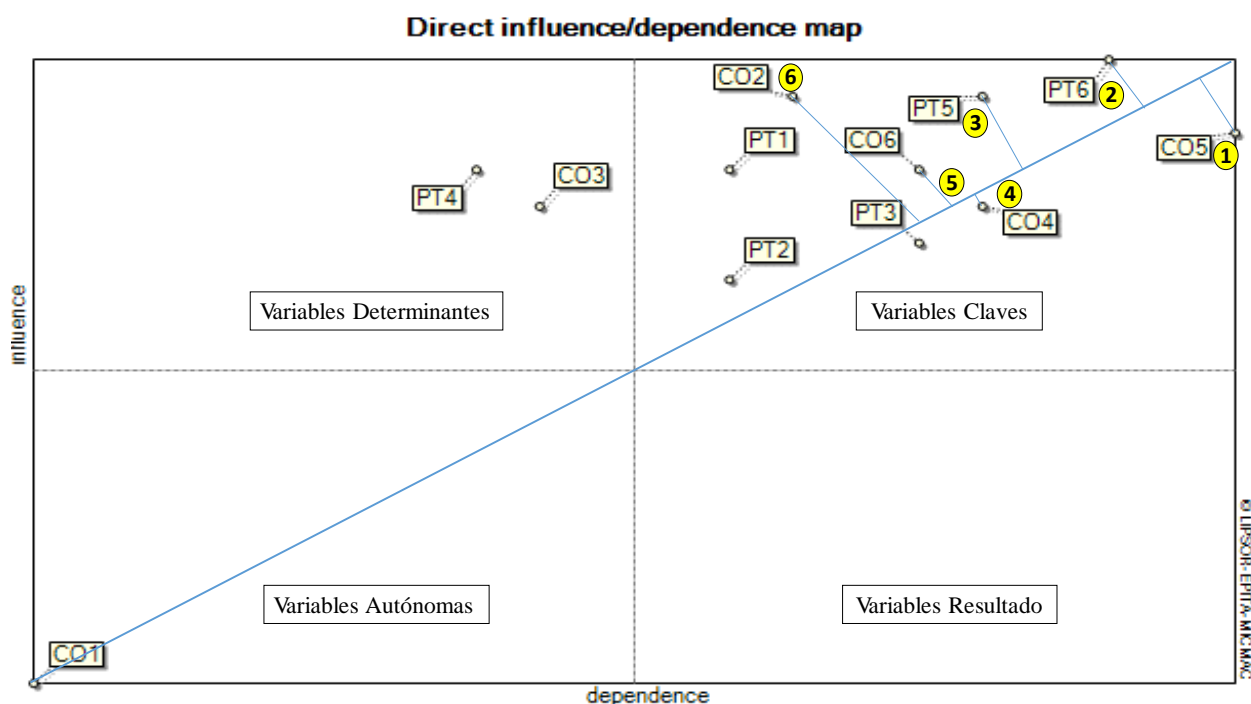 Direct influence/dependence map
CO2
6
PT6
2
PT5
3
PT1
CO6
CO5
1
CO3
PT4
5
4
PT3
CO4
PT2
Variables Determantes
Variables Claves
influence
Variables Autónomas
Variables Resultado
CO1
dependence
© LIPSOR-EPITA-MICMAC